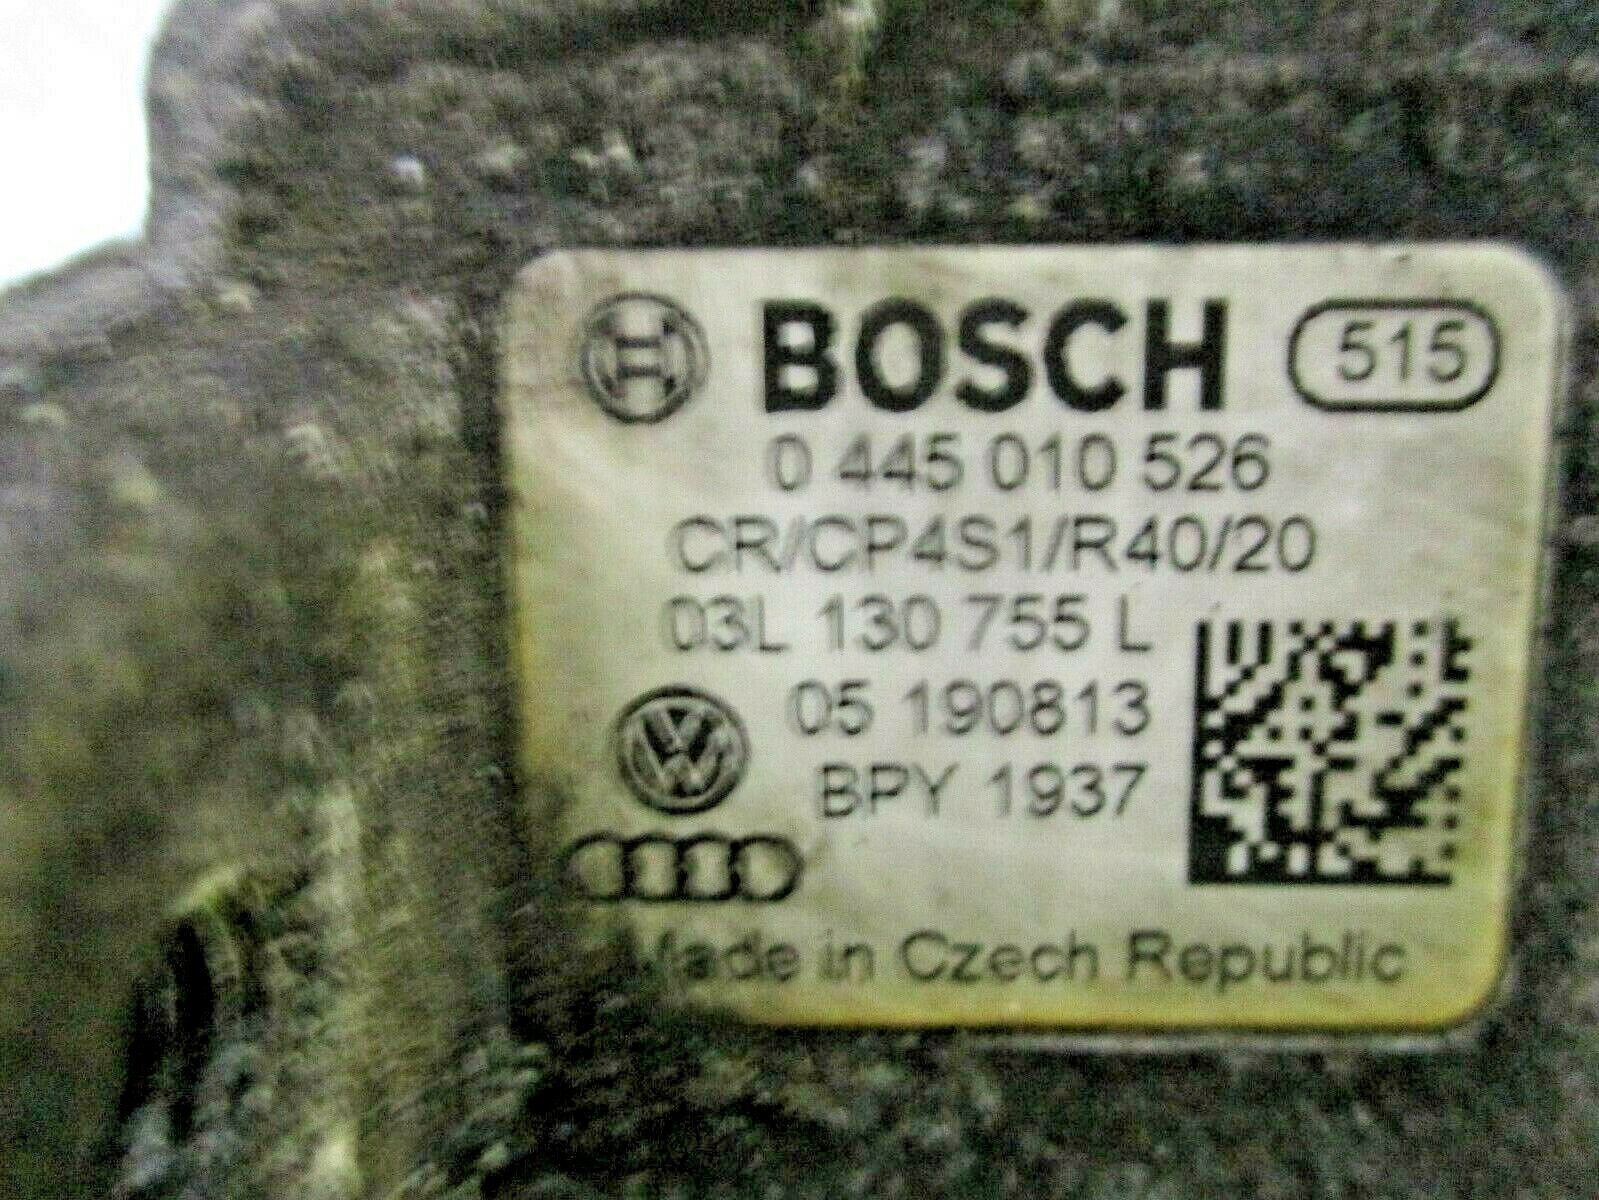 BOSCH 515
0 445 010 526
CR/CP4S1/R40/20
03L 130 755 L
05 190813
BPY 1937
Made in Czech Republic